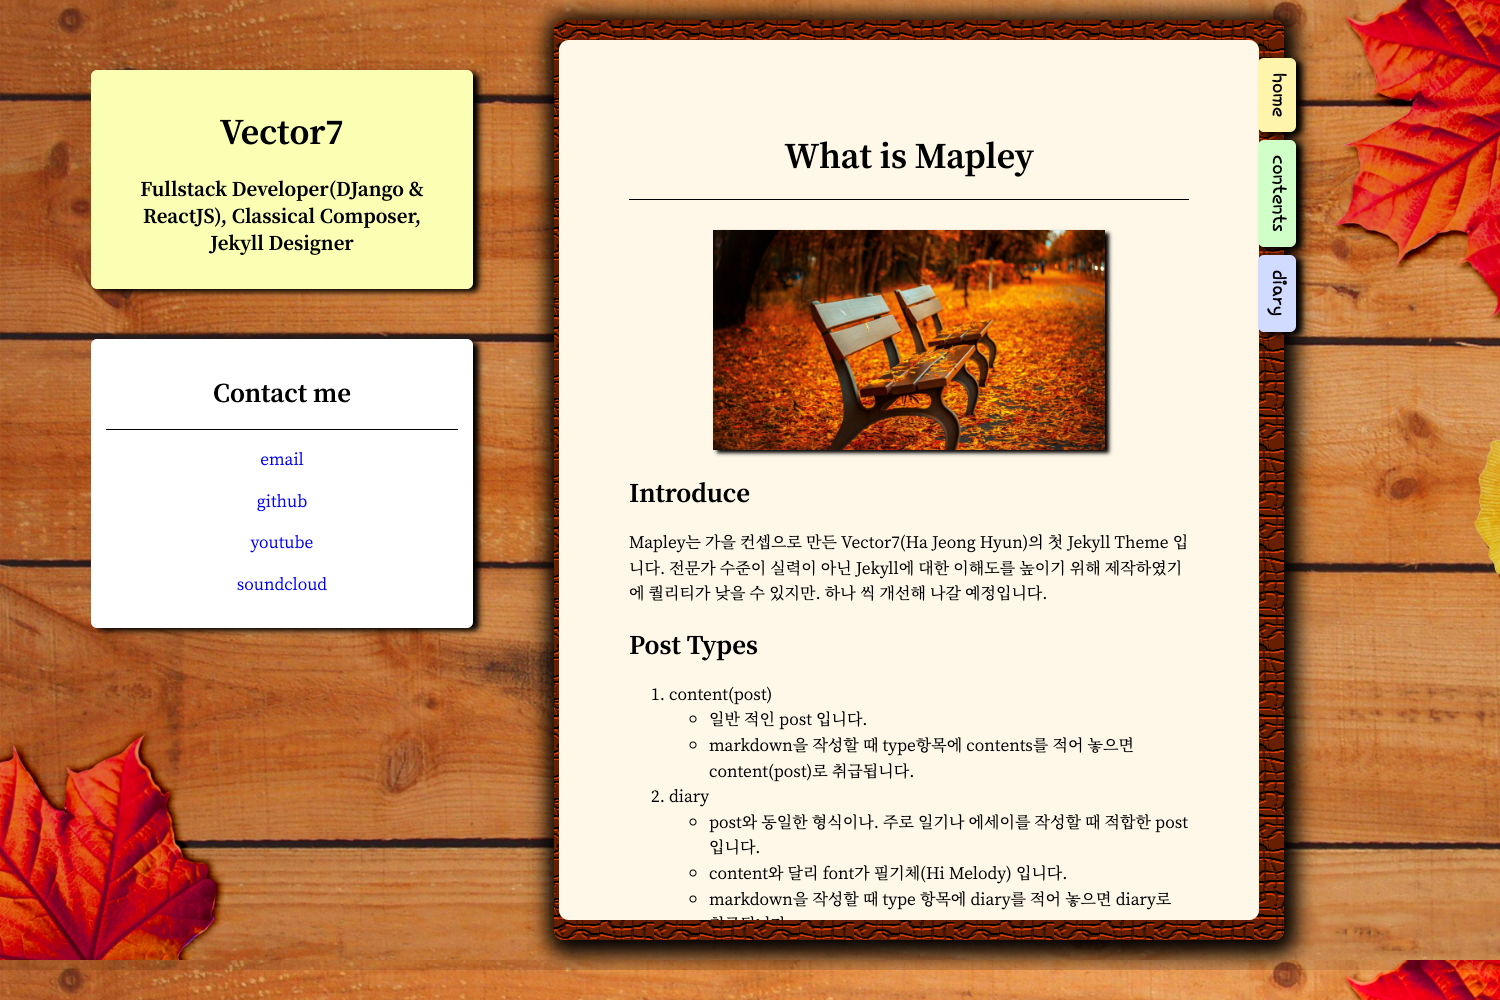 Vector7
Fullstack Developer(DJango &
ReactJS), Classical Composer,
Jekyll Designer
Contact me
email
github
youtube
soundcloud
What is Mapley
Introduce
Mapley는 가을 컨셉으로 만든 Vector7(Ha Jeong Hyun)의 첫 Jekyll Theme 입
니다. 전문가 수준이 실력이 아닌 Jekyll에 대한 이해도를 높이기 위해 제작하였기
에 퀄리티가 낮을 수 있지만. 하나 씩 개선해 나갈 예정입니다.
Post Types
1. content(post)
일반 적인 post 입니다.
markdown을 작성할 때 type항목에 contents를 적어 놓으면
content(post)로 취급됩니다.
2. diary
post와 동일한 형식이나. 주로 일기나 에세이를 작성할 때 적합한 post
입니다.
content와 달리 font가 필기체(Hi Melody) 입니다.
markdown을 작성할 때 type 항목에 diary를 적어 놓으면 diary로
home
contents
diary